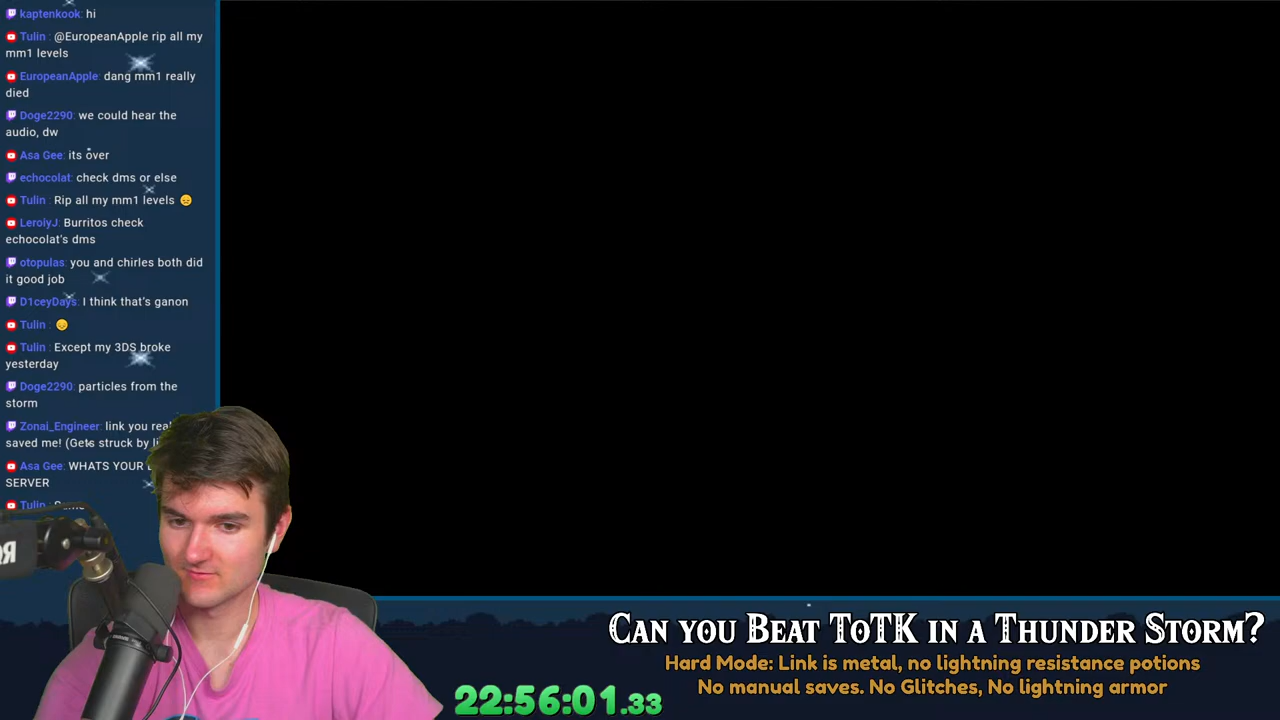 kaptenkook: hi
Tulin : @EuropeanApple rip all my
mm1 levels
EuropeanApple: dang mm1 really
died
Doge2290: we could hear the
audio, dw
Asa Gee: its over
echocolat: check dms or else
Tulin : Rip all my mm1 levels 😔
LeroiyJ: Burritos check
echocolat's dms
otopulas: you and chirles both did
it good job
D1ceyDays: I think that's ganon
Tulin : 😔
Tulin : Except my 3DS broke
yesterday
Doge2290: particles from the
storm
Zonai_Engineer: link you
saved me! (Gets struck by
Asa Gee: WHATS YOUR
SERVER
Tulin :
CAN YOU BEAT TOTK IN A THUNDER STORM?
Hard Mode: Link is metal, no lightning resistance potions
No manual saves. No Glitches, No lightning armor
22:56:01.33